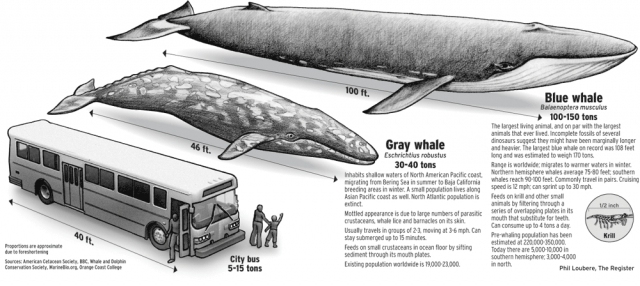 100 ft.
Blue whale
Balaenoptera musculus
100-150 tons
The largest living animal, and on par with the largest
animals that ever lived. Incomplete fossils of several
dinosaurs suggest they might have been marginally longer
and heavier. The largest blue whale on record was 108 feet
long and was estimated to weigh 170 tons.
Range is worldwide; migrates to warmer waters in winter.
Northern hemisphere whales average 75-80 feet; southern
whales reach 90-100 feet. Commonly travel in pairs. Cruising
speed is 12 mph; can sprint up to 30 mph.
Feeds on krill and other small
animals by filtering through a
series of overlapping plates in its
mouth that substitute for teeth.
Can consume up to 4 tons a day.
Pre-whaling population has been
estimated at 220,000-350,000.
Today there are 5,000-10,000 in
southern hemisphere; 3,000-4,000
in north.
1/2 inch
Krill
Phil Loubere, The Register
46 ft.
Gray whale
Eschrichtius robustus
30-40 tons
Inhabits shallow waters of North American Pacific coast,
migrating from Bering Sea in summer to Baja California
breeding areas in winter. A small population lives along
Asian Pacific coast as well. North Atlantic population is
extinct.
Mottled appearance is due to large numbers of parasitic
crustaceans, whale lice and barnacles on its skin.
Usually travels in groups of 2-3, moving at 3-6 mph. Can
stay submerged up to 15 minutes.
Feeds on small crustaceans in ocean floor by sifting
sediment through its mouth plates.
Existing population worldwide is 19,000-23,000.
40 ft.
City bus
5-15 tons
Proportions are approximate
due to foreshortening
Sources: American Cetacean Society, BBC, Whale and Dolphin
Conservation Society, MarineBio.org, Orange Coast College